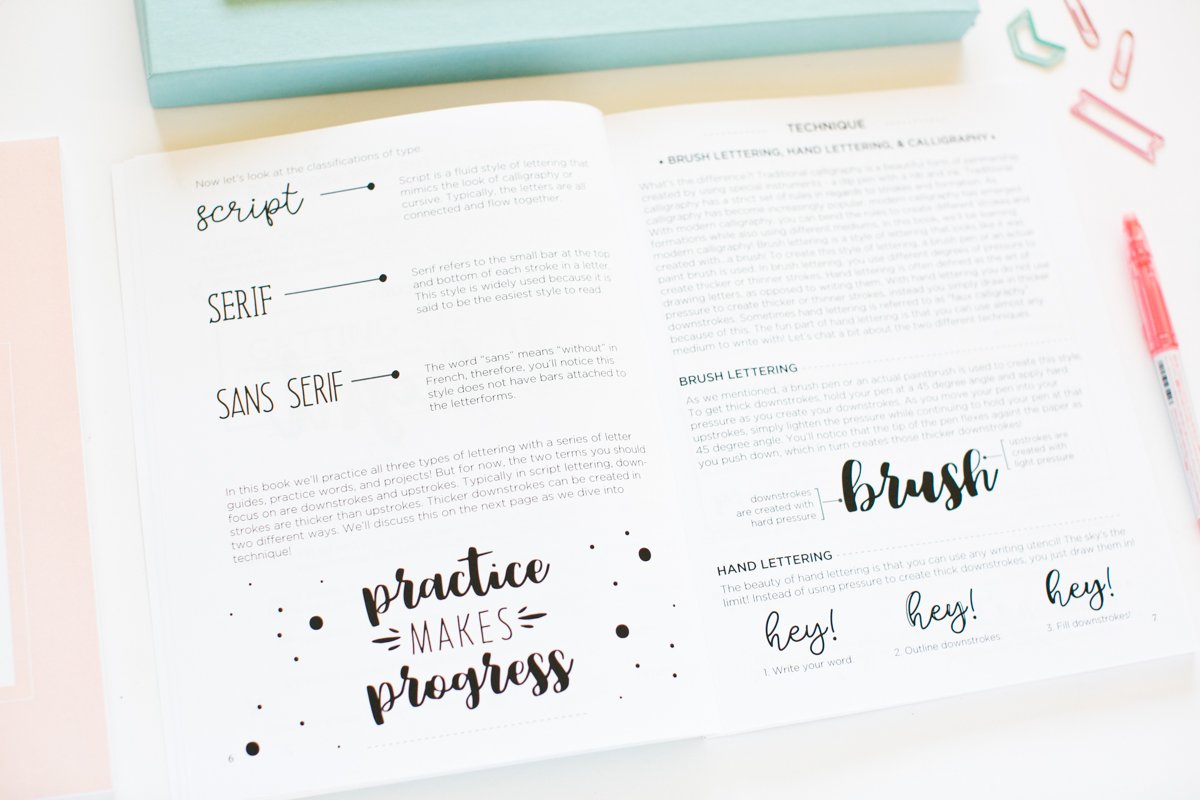 Now let's look at the classifications of type.
script
Script is a fluid style of lettering that
mimics the look of calligraphy or
cursive. Typically, the letters are as
connected and flow together.
SERIF
Serif refers to the small bar at the top
and bottom of each stroke in a letter.
This style is widely used because it is
said to be the easiest style to read.
SANS SERIF
The word "sans" means "without" in
French, therefore, you'll notice this
style does not have bars attached to
the letterforms.
In this book we'll practice all three types of lettering with a series of letter
guides, practice words, and projects! But for now, the two terms you should
focus on are downstrokes and upstrokes. Typically in script lettering, down-
strokes are thicker than upstrokes. Thicker downstrokes can be created in
two different ways. We'll discuss this on the next page as we dive into
technique!
practice
MAKES
progress
6
TECHNIQUE
• BRUSH LETTERING, HAND LETTERING, & CALLIGRAPHY •
What's the difference?! Traditional calligraphy is a beautiful form of penmanship
created by using special instruments - a dip pen with a nib and ink. Traditional
calligraphy has a strict set of rules in regards to strokes and formation. As
calligraphy has become increasingly popular, modern calligraphy has emerged.
With modern calligraphy, you can bend the rules to create different strokes and
formations while also using different mediums, in addition to
modern calligraphy! Brush lettering is a style of lettering that looks like it was
created with.. a brush! To create this style of lettering, a brush pen or an actual
paint brush is used. In brush lettering, you use different degrees of pressure to
create thicker or thinner strokes. Hand lettering is often defined as the art of
drawing letters, as opposed to writing them. With hand lettering, you do not use
pressure to create thicker or thinner strokes, instead you simply draw in your
downstrokes. Sometimes hand lettering is referred to as "faux calligraphy"
because of this. The fun part of hand lettering is that you can use almost any
medium to write with! Let's chat a bit about the two different techniques.
BRUSH LETTERING
As we mentioned, a brush pen or an actual paintbrush is used to create this style.
To get thick downstrokes, hold your pen at a 45 degree angle and apply hard
pressure as you create your downstrokes. As you move your pen into your
upstrokes, simply lighten the pressure while continuing to hold your pen at that
45 degree angle. You'll notice that the tip of the pen flexes against the paper as
you push down, which in turn creates those thicker downstrokes!
downstrokes
are created with
hard pressure
brush
upstrokes are
created with
light pressure
HAND LETTERING
The beauty of hand lettering is that you can use any writing utencil! The sky's the
limit! Instead of using pressure to create thick downstrokes, you just draw them in!
hey! hey! hey!
1. Write your word. 2. Outline downstrokes. 3. Fill downstrokes!
7